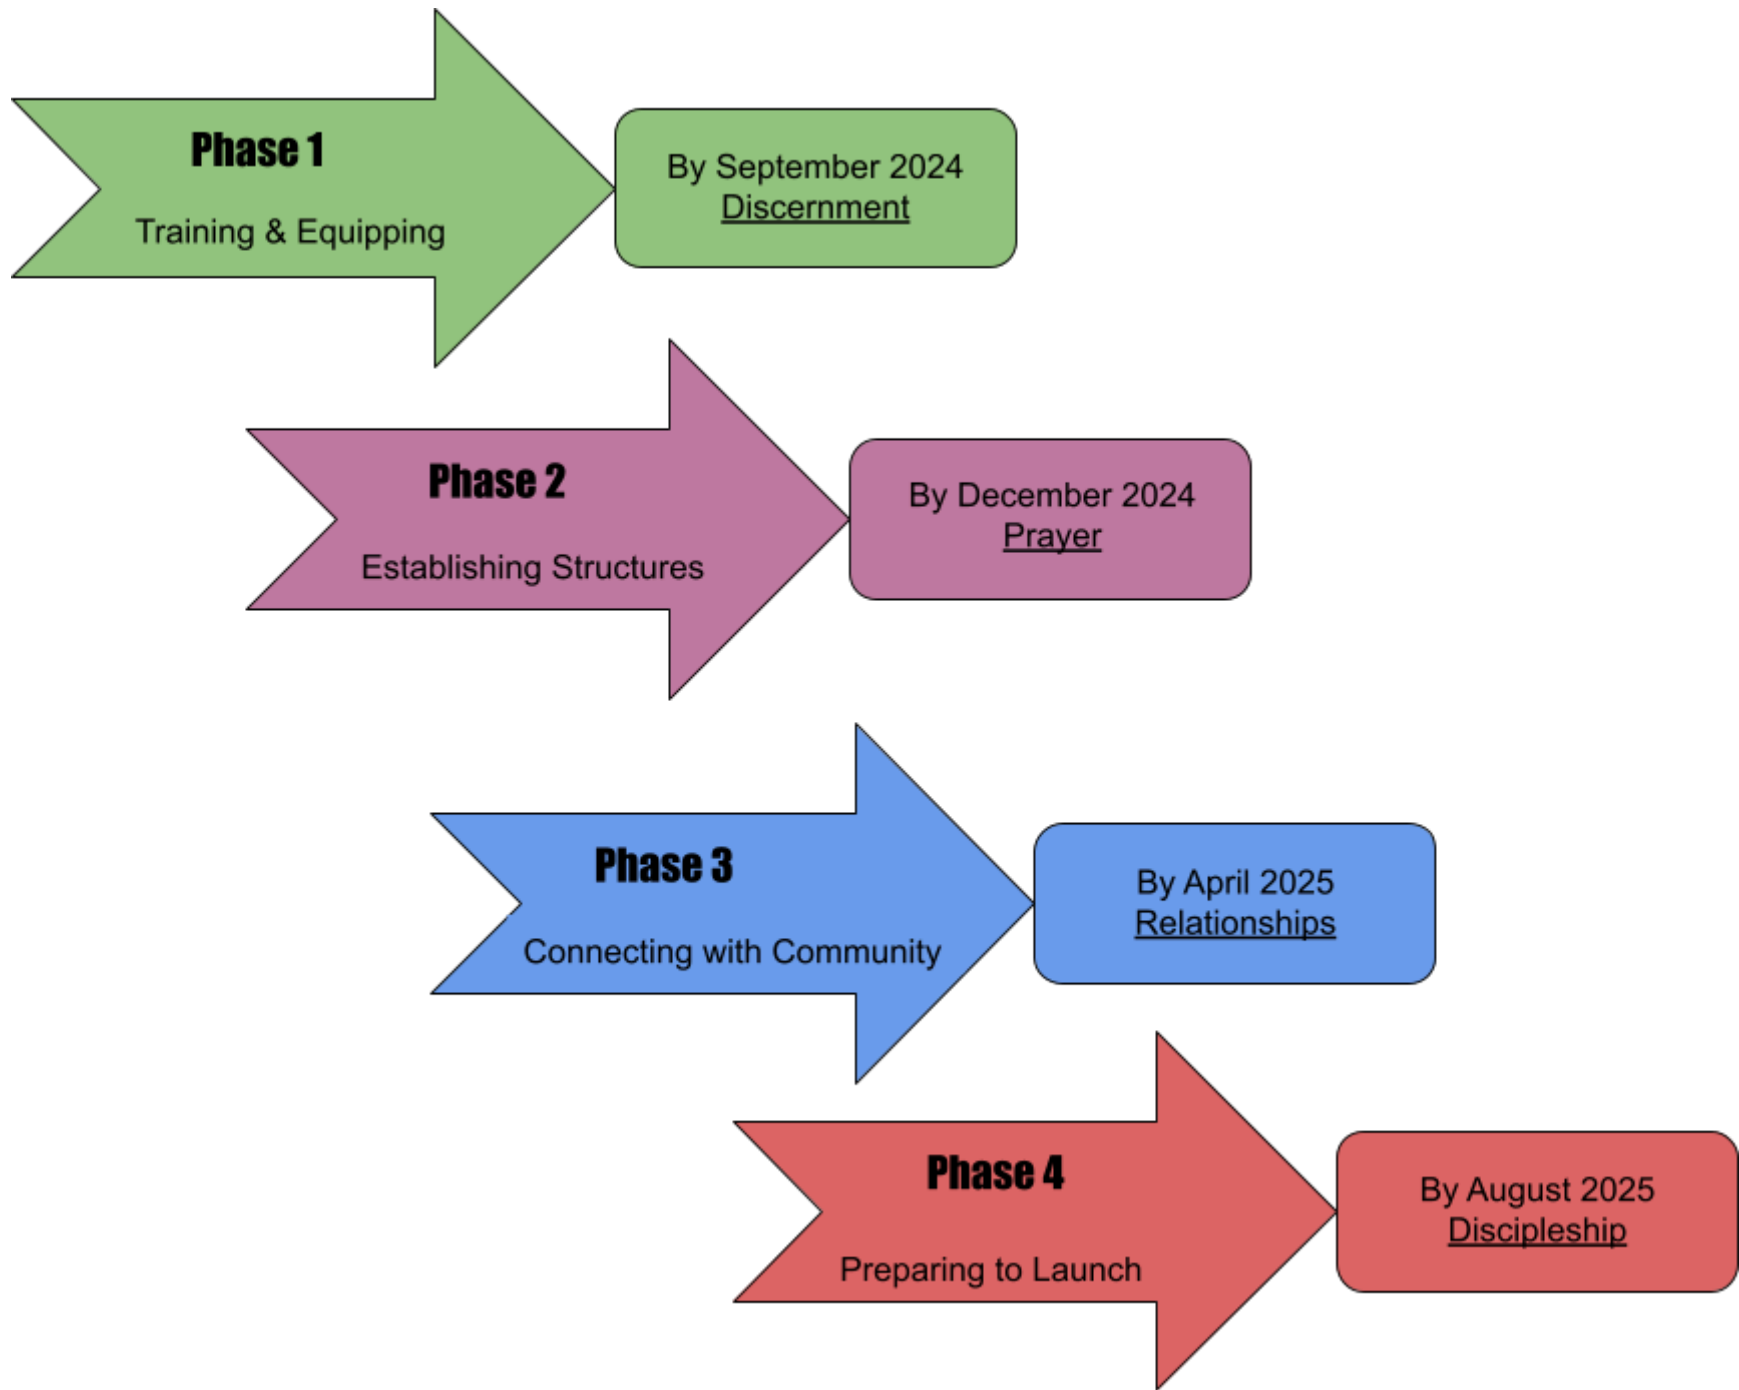 Phase 1
Training & Equipping
By September 2024
Discernment
Phase 2
Establishing Structures
By December 2024
Prayer
Phase 3
Connecting with Community
By April 2025
Relationships
Phase 4
Preparing to Launch
By August 2025
Discipleship